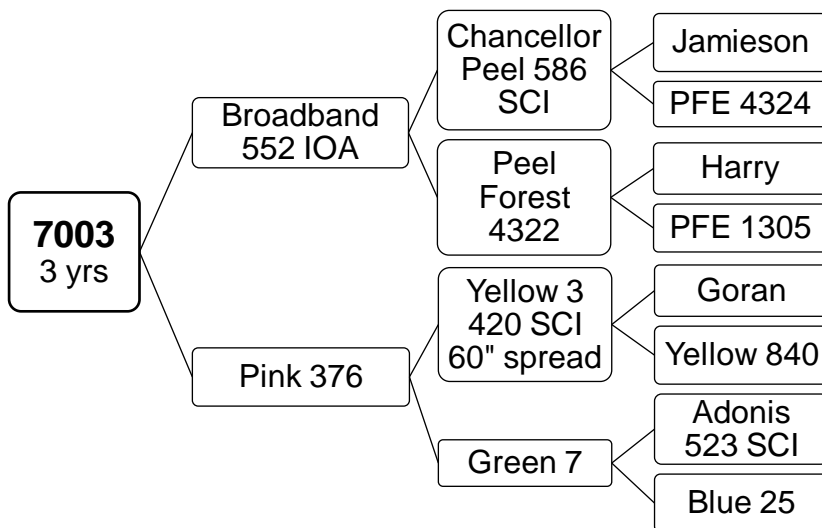 7003
3 yrs
Broadband
552 IOA
Pink 376
Chancellor
Peel 586
SCI
Peel
Forest
4322
Yellow 3
420 SCI
60" spread
Green 7
Jamieson
PFE 4324
Harry
PFE 1305
Goran
Yellow 840
Adonis
523 SCI
Blue 25